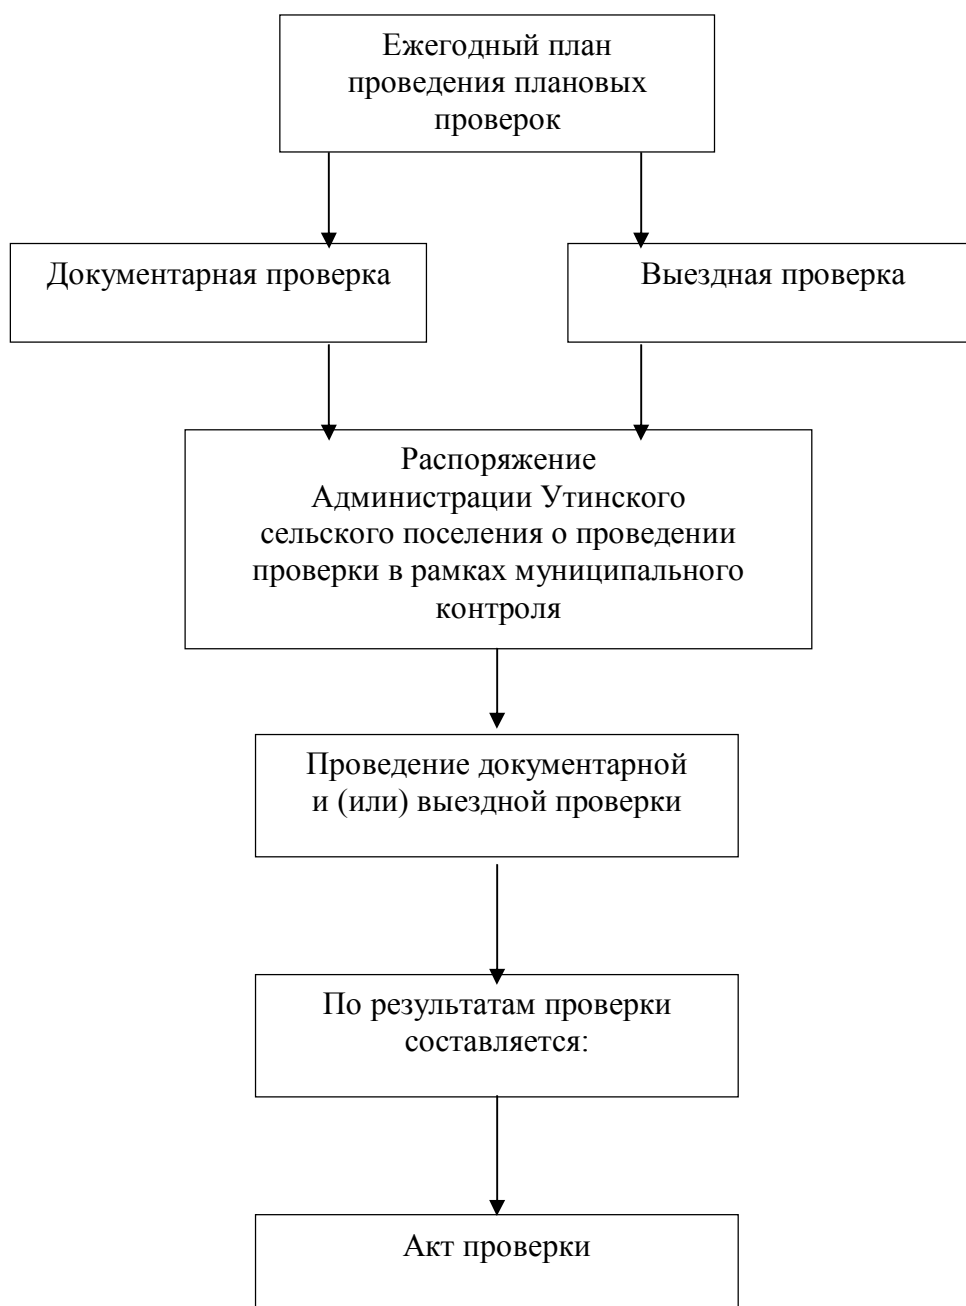 Ежегодный план
проведения плановых
проверок
Документарная проверка
Выездная проверка
Распоряжение
Администрации Утинского
сельского поселения о проведении
проверки в рамках муниципального
контроля
Проведение документарной
и (или) выездной проверки
По результатам проверки
составляется:
Акт проверки